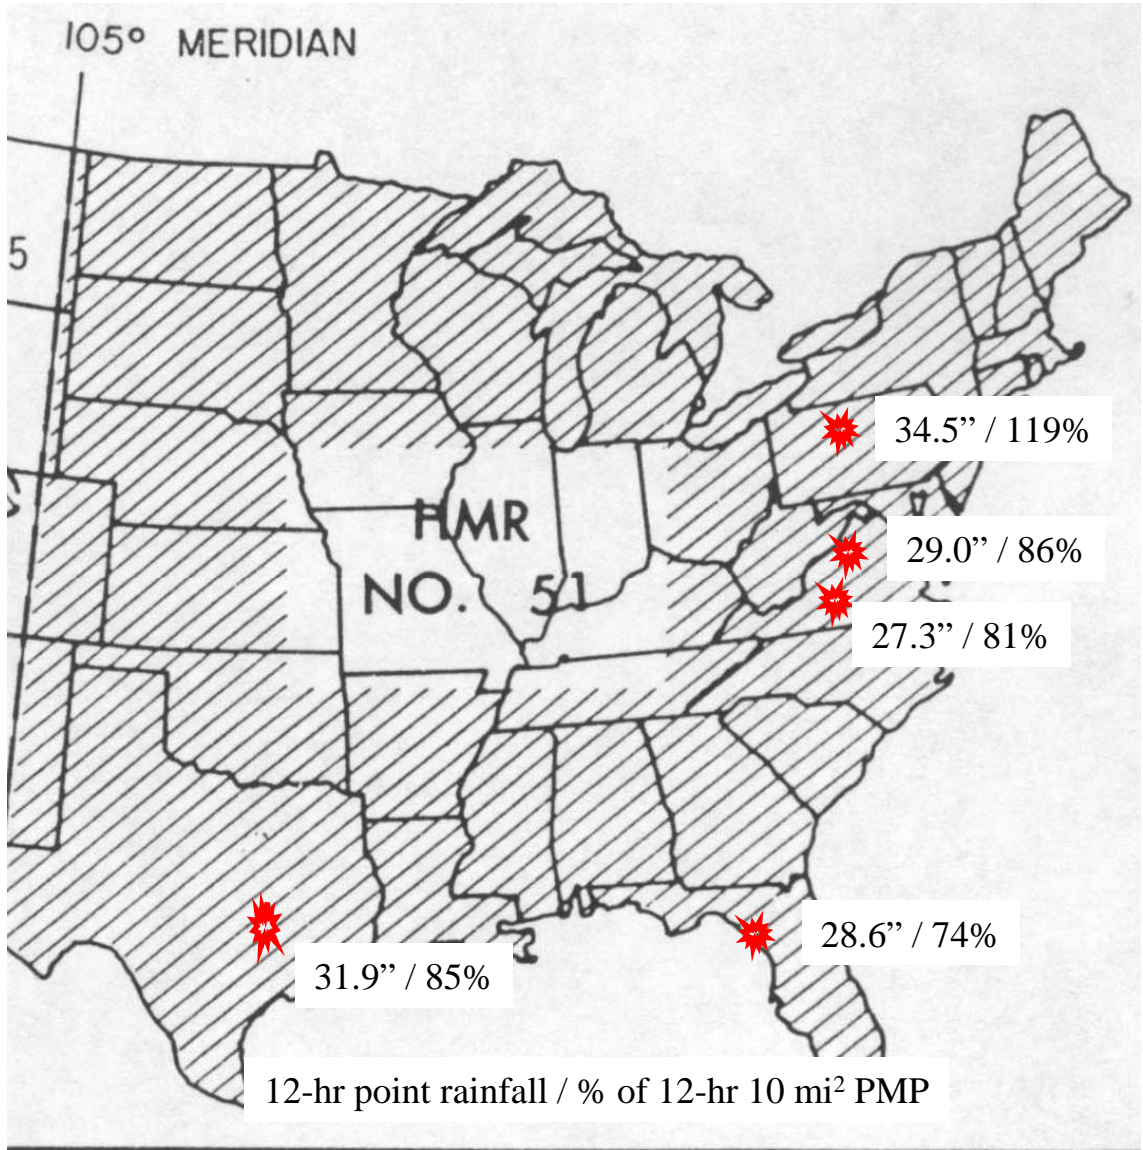 105° MERIDIAN
5
34.5” / 119%
HMR
29.0” / 86%
NO. 51
27.3” / 81%
28.6” / 74%
31.9” / 85%
12-hr point rainfall / % of 12-hr 10 mi² PMP